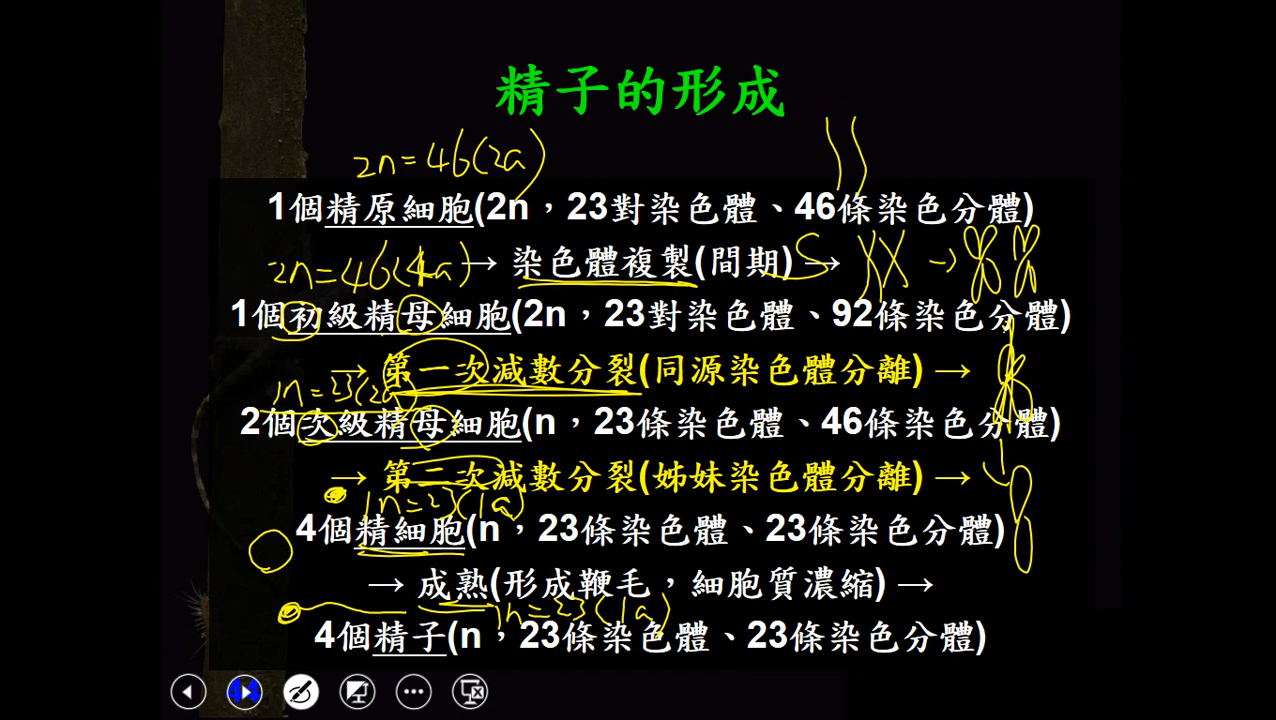 精子的形成
2n=46(2a)
1個精原細胞(2n，23對染色體、46條染色分體)
2n=46(4a)
→ 染色體複製(間期) → S
1個初級精母細胞(2n，23對染色體、92條染色分體)
→ 第一次減數分裂(同源染色體分離) →
1n=23(2a)
2個次級精母細胞(n，23條染色體、46條染色分體)
→ 第二次減數分裂(姊妹染色體分離) →
1n=23(1a)
4個精細胞(n，23條染色體、23條染色分體)
→ 成熟(形成鞭毛，細胞質濃縮) →
1n=23(1a)
4個精子(n，23條染色體、23條染色分體)